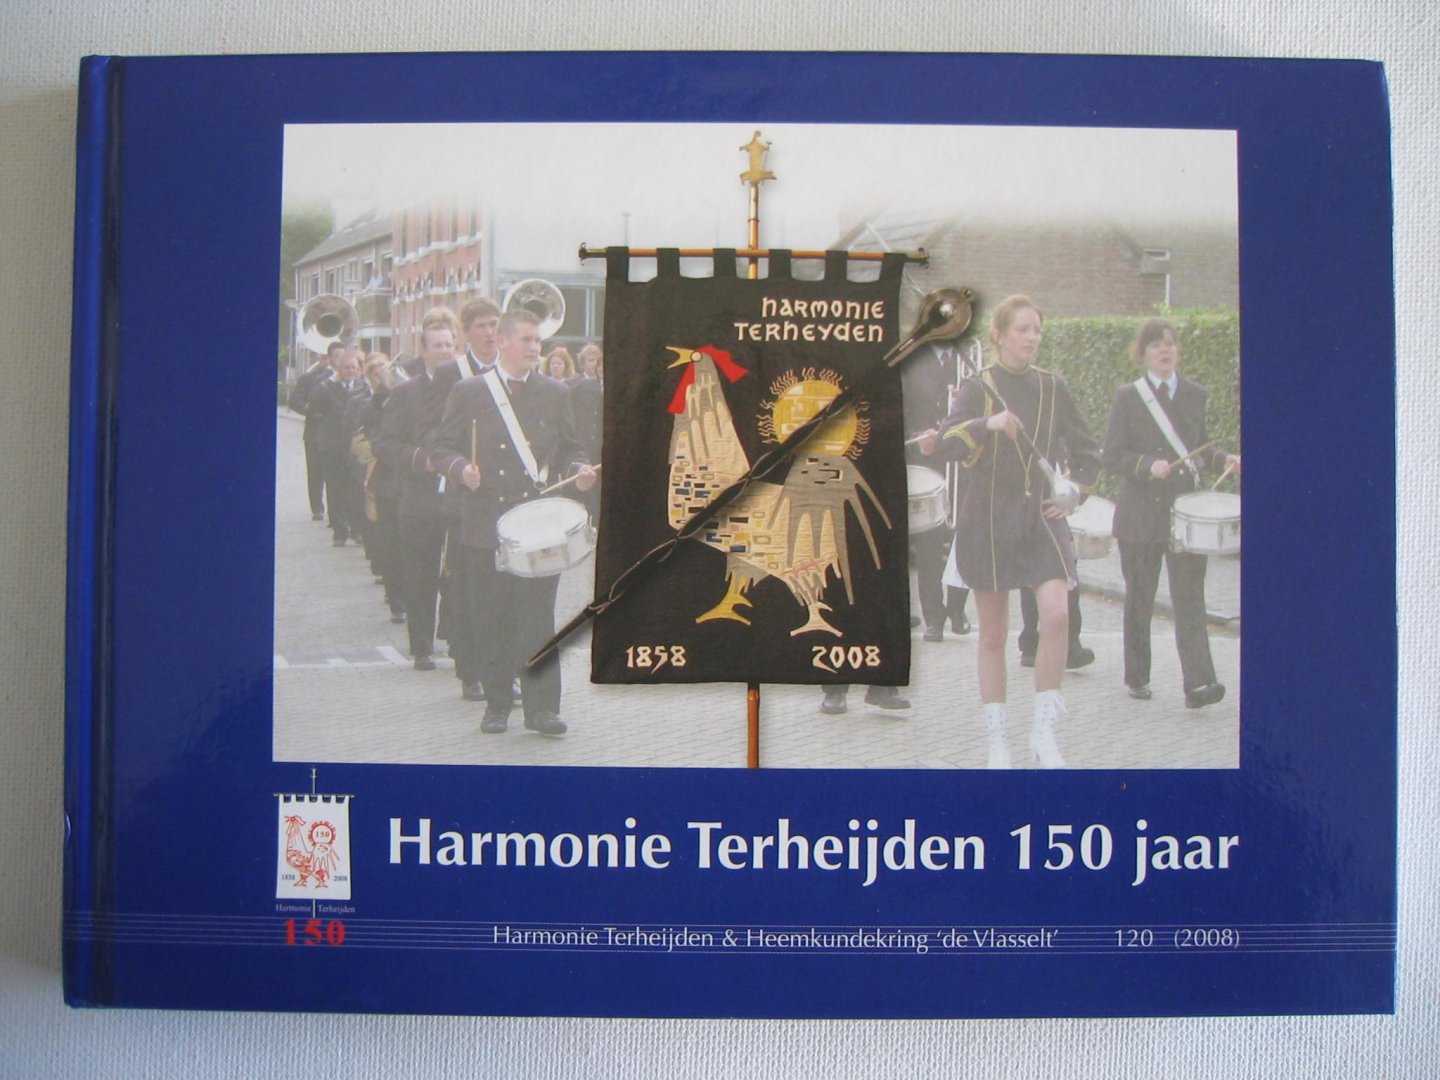 HARMONIE
TERHEYDEN
1858 2008
Harmonie Terheijden 150 jaar
150
1858 2008
Harmonie Terheijden
150
Harmonie Terheijden & Heemkundekring ‘de Vlasselt’ 120 (2008)